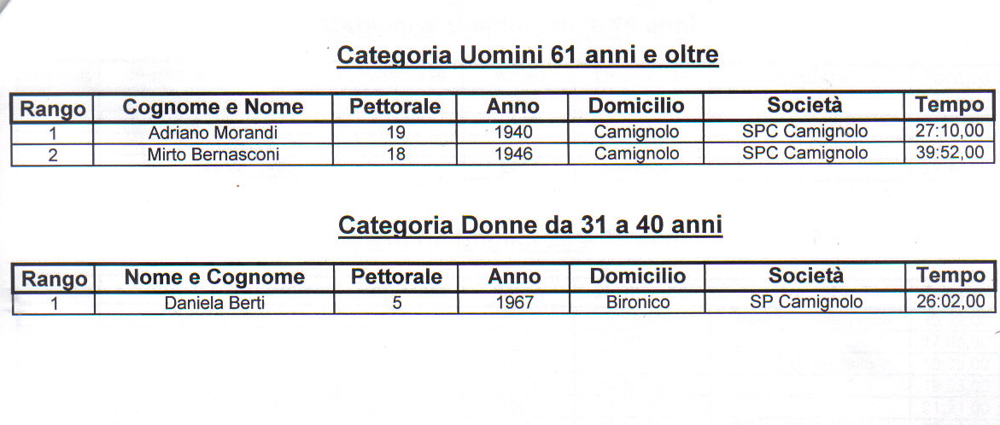 Categoria Uomini 61 anni e oltre
Rango Cognome e Nome Pettorale Anno Domicilio Società Tempo
1 Adriano Morandi 19 1940 Camignolo SPC Camignolo 27:10,00
2 Mirto Bernasconi 18 1946 Camignolo SPC Camignolo 39:52,00
Categoria Donne da 31 a 40 anni
Rango Nome e Cognome Pettorale Anno Domicilio Società Tempo
1 Daniela Berti 5 1967 Bironico SP Camignolo 26:02,00